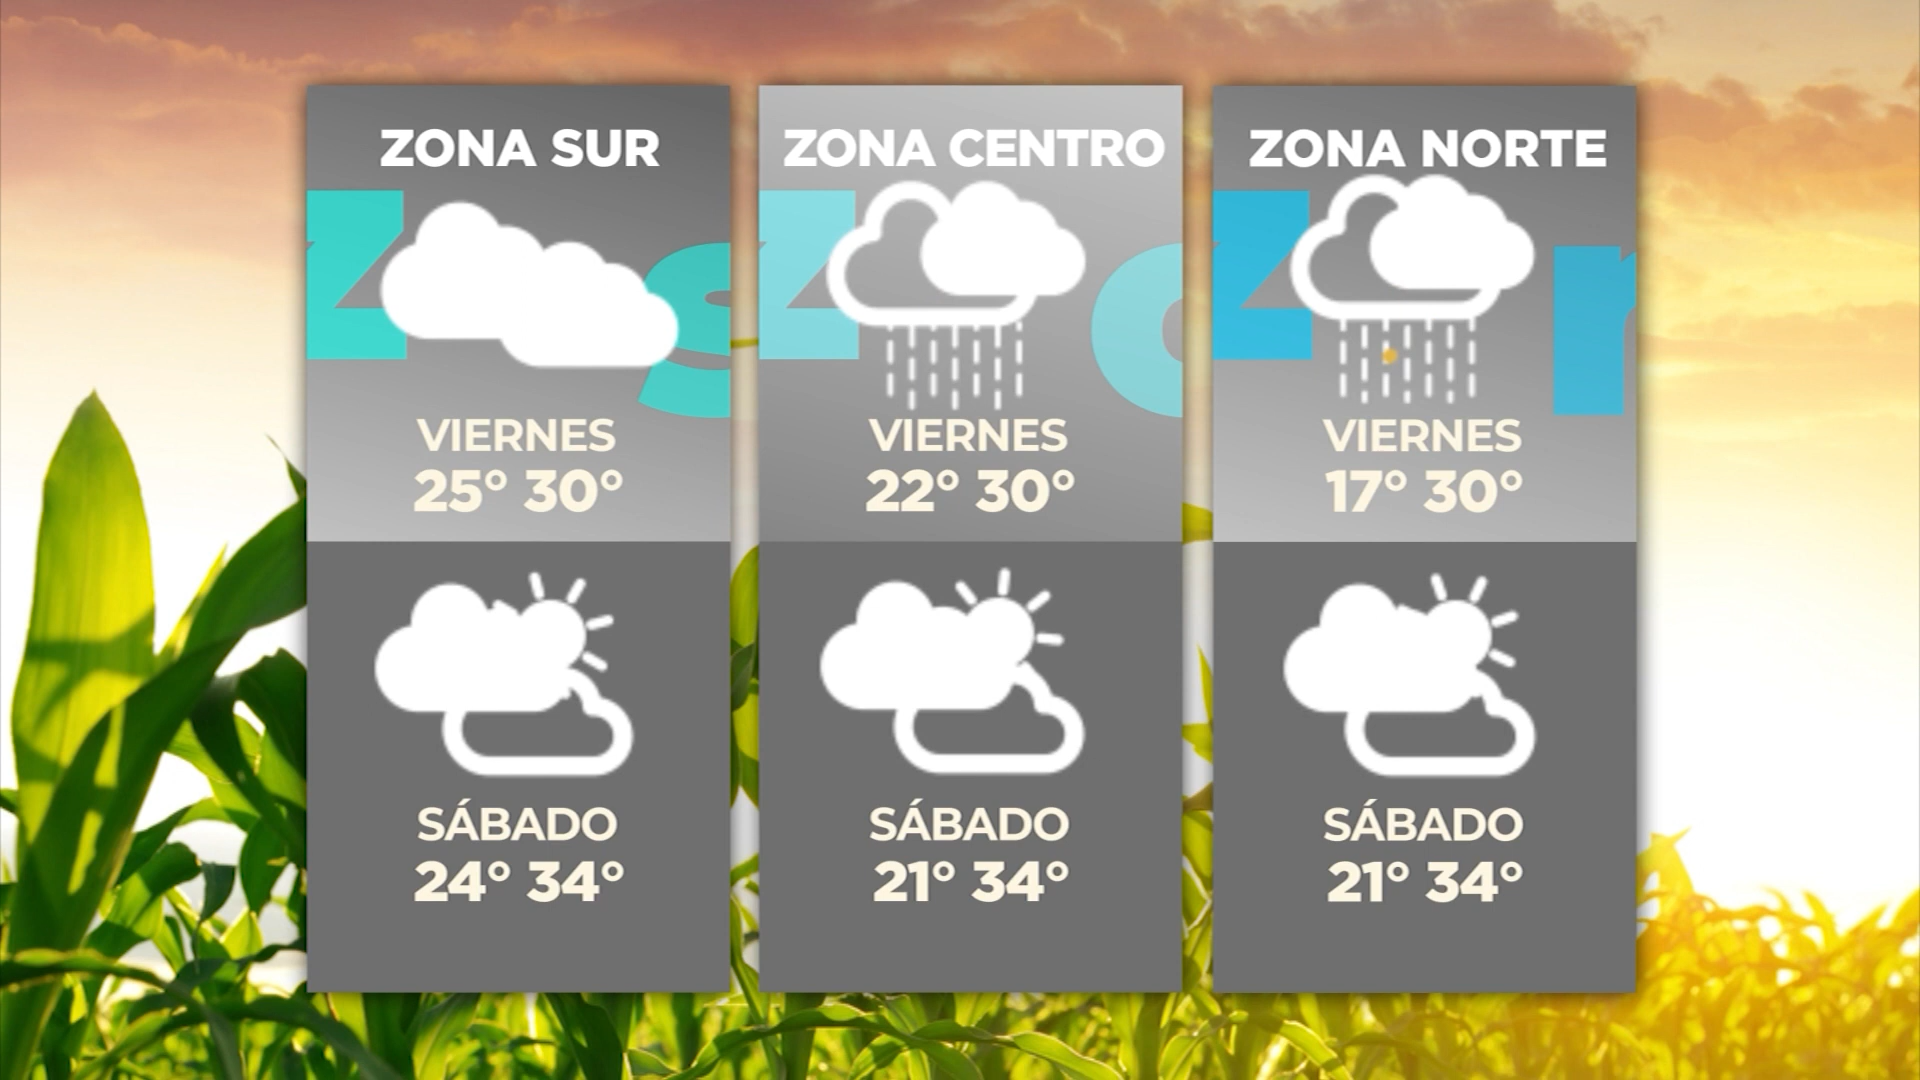 ZONA SUR
z s
VIERNES
25° 30°
SÁBADO
24° 34°
ZONA CENTRO
z c
VIERNES
22° 30°
SÁBADO
21° 34°
ZONA NORTE
z n
VIERNES
17° 30°
SÁBADO
21° 34°